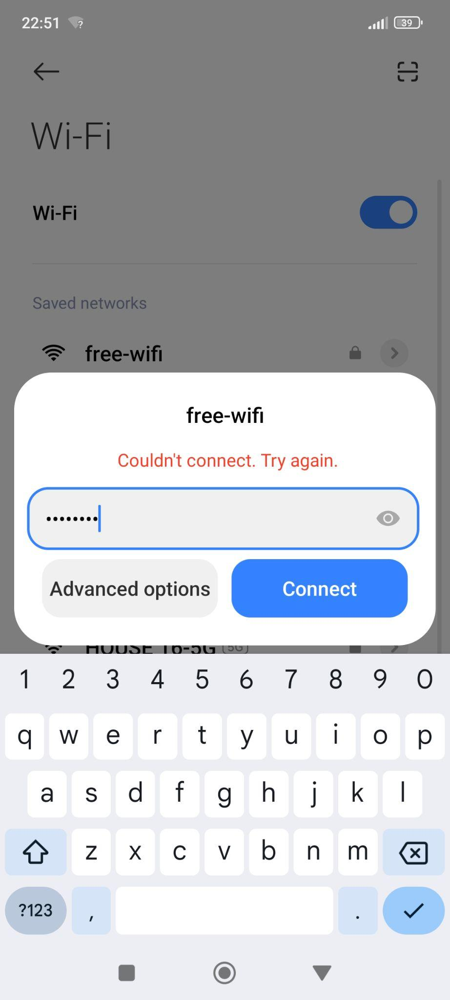 22:51
39
Wi-Fi
Wi-Fi
Saved networks
free-wifi
free-wifi
Couldn't connect. Try again.
••••••••
Advanced options
Connect
HOUSE 16-5G 5G
1 2 3 4 5 6 7 8 9 0
q w e r t y u i o p
a s d f g h j k l
z x c v b n m
?123 , .